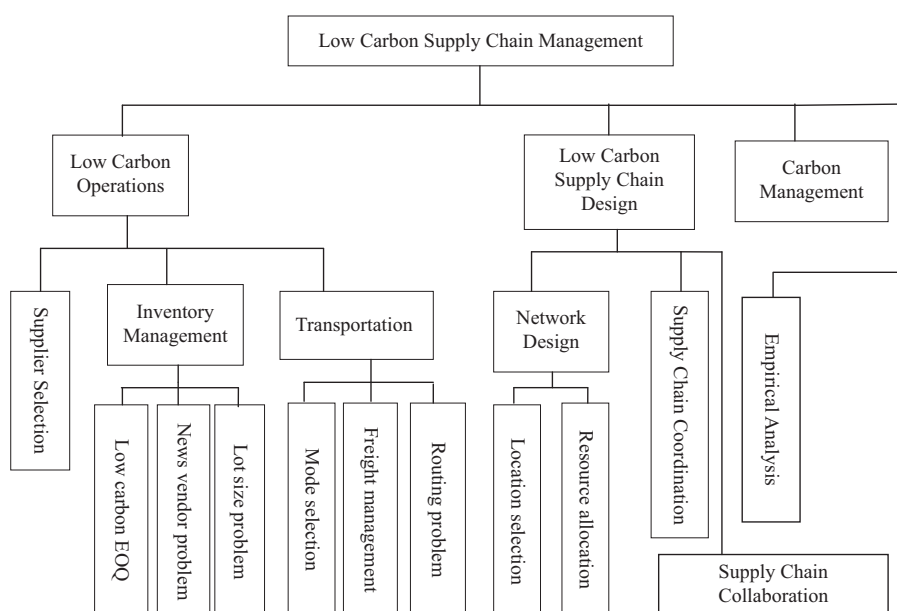 Low Carbon Supply Chain Management
Low Carbon
Operations
Low Carbon
Supply Chain
Design
Carbon
Management
Supplier Selection
Inventory
Management
Transportation
Network
Design
Supply Chain Coordination
Empirical Analysis
Low carbon EOQ
News vendor problem
Lot size problem
Mode selection
Freight management
Routing problem
Location selection
Resource allocation
Supply Chain
Collaboration